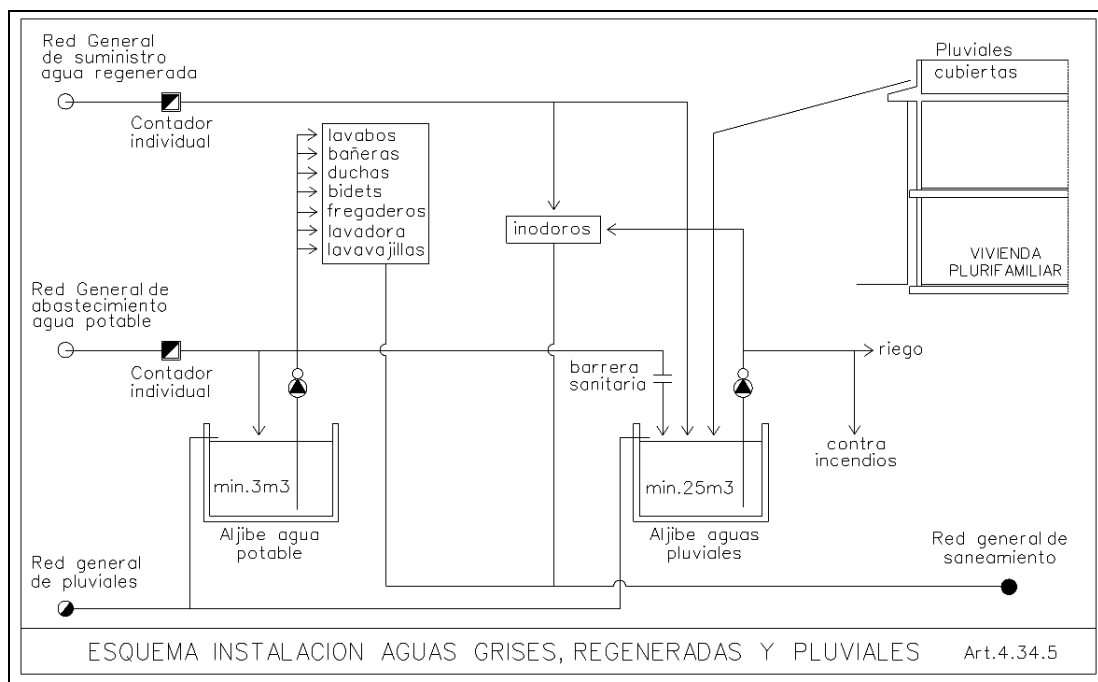 Red General
de suministro
agua regenerada
Contador
individual
Pluviales
cubiertas
lavabos
bañeras
duchas
bidets
fregaderos
lavadora
lavavajillas
inodoros
VIVIENDA
PLURIFAMILIAR
Red General de
abastecimiento
agua potable
Contador
individual
barrera
sanitaria
riego
contra
incendios
min.3m3
Aljibe agua
potable
min.25m3
Aljibe aguas
pluviales
Red general
de pluviales
Red general de
saneamiento
ESQUEMA INSTALACION AGUAS GRISES, REGENERADAS Y PLUVIALES Art.4.34.5